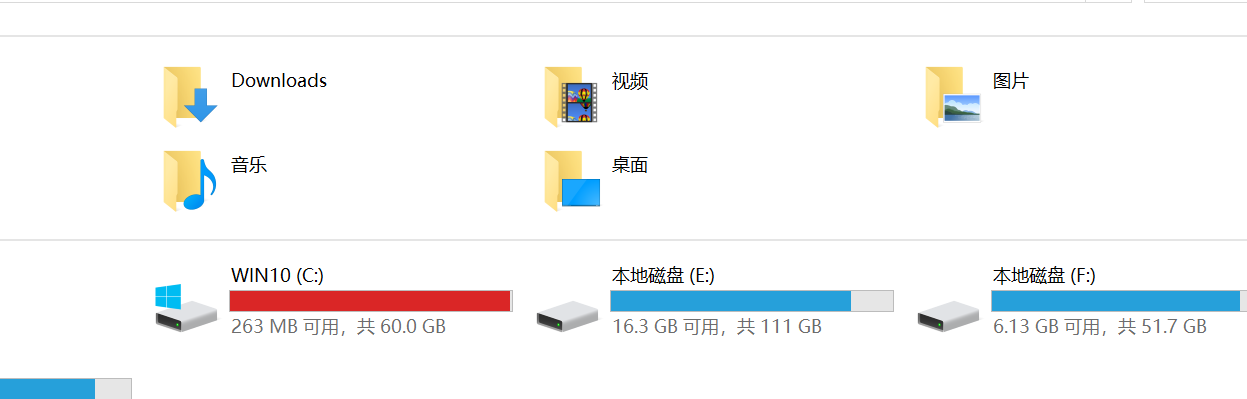 Downloads
视频
图片
音乐
桌面
WIN10 (C:)
本地磁盘 (E:)
本地磁盘 (F:)
263 MB 可用，共 60.0 GB
16.3 GB 可用，共 111 GB
6.13 GB 可用，共 51.7 GB